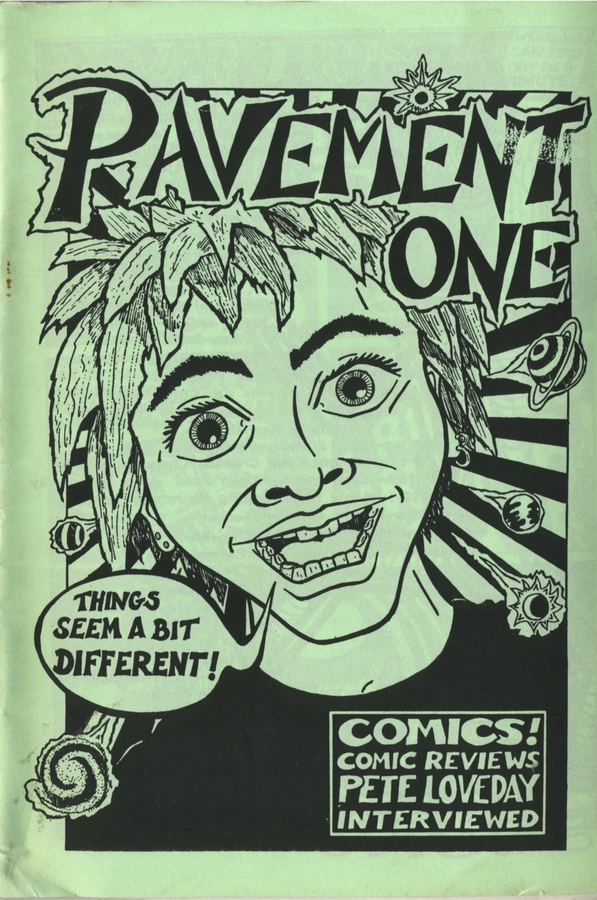 PAVEMENT
ONE
THINGS
SEEM A BIT
DIFFERENT!
COMICS!
COMIC REVIEWS
PETE LOVEDAY
INTERVIEWED